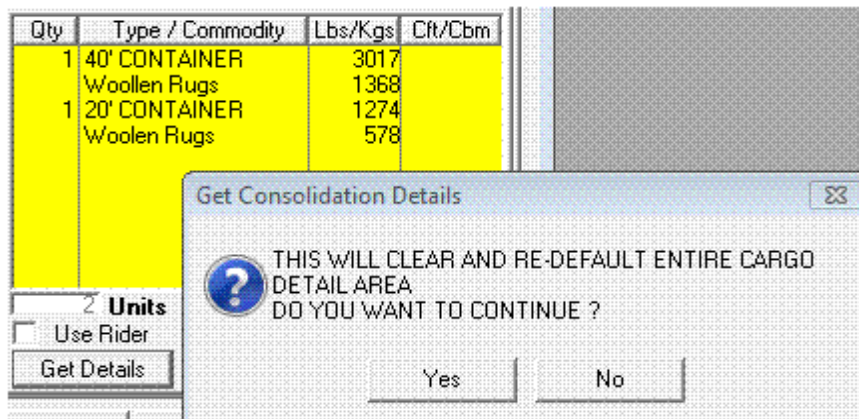 Qty Type / Commodity Lbs/Kgs Cft/Cbm
1 40' CONTAINER 3017
Woollen Rugs 1368
1 20' CONTAINER 1274
Woolen Rugs 578
Get Consolidation Details
THIS WILL CLEAR AND RE-DEFAULT ENTIRE CARGO
DETAIL AREA
DO YOU WANT TO CONTINUE ?
2 Units
Use Rider
Get Details
Yes No